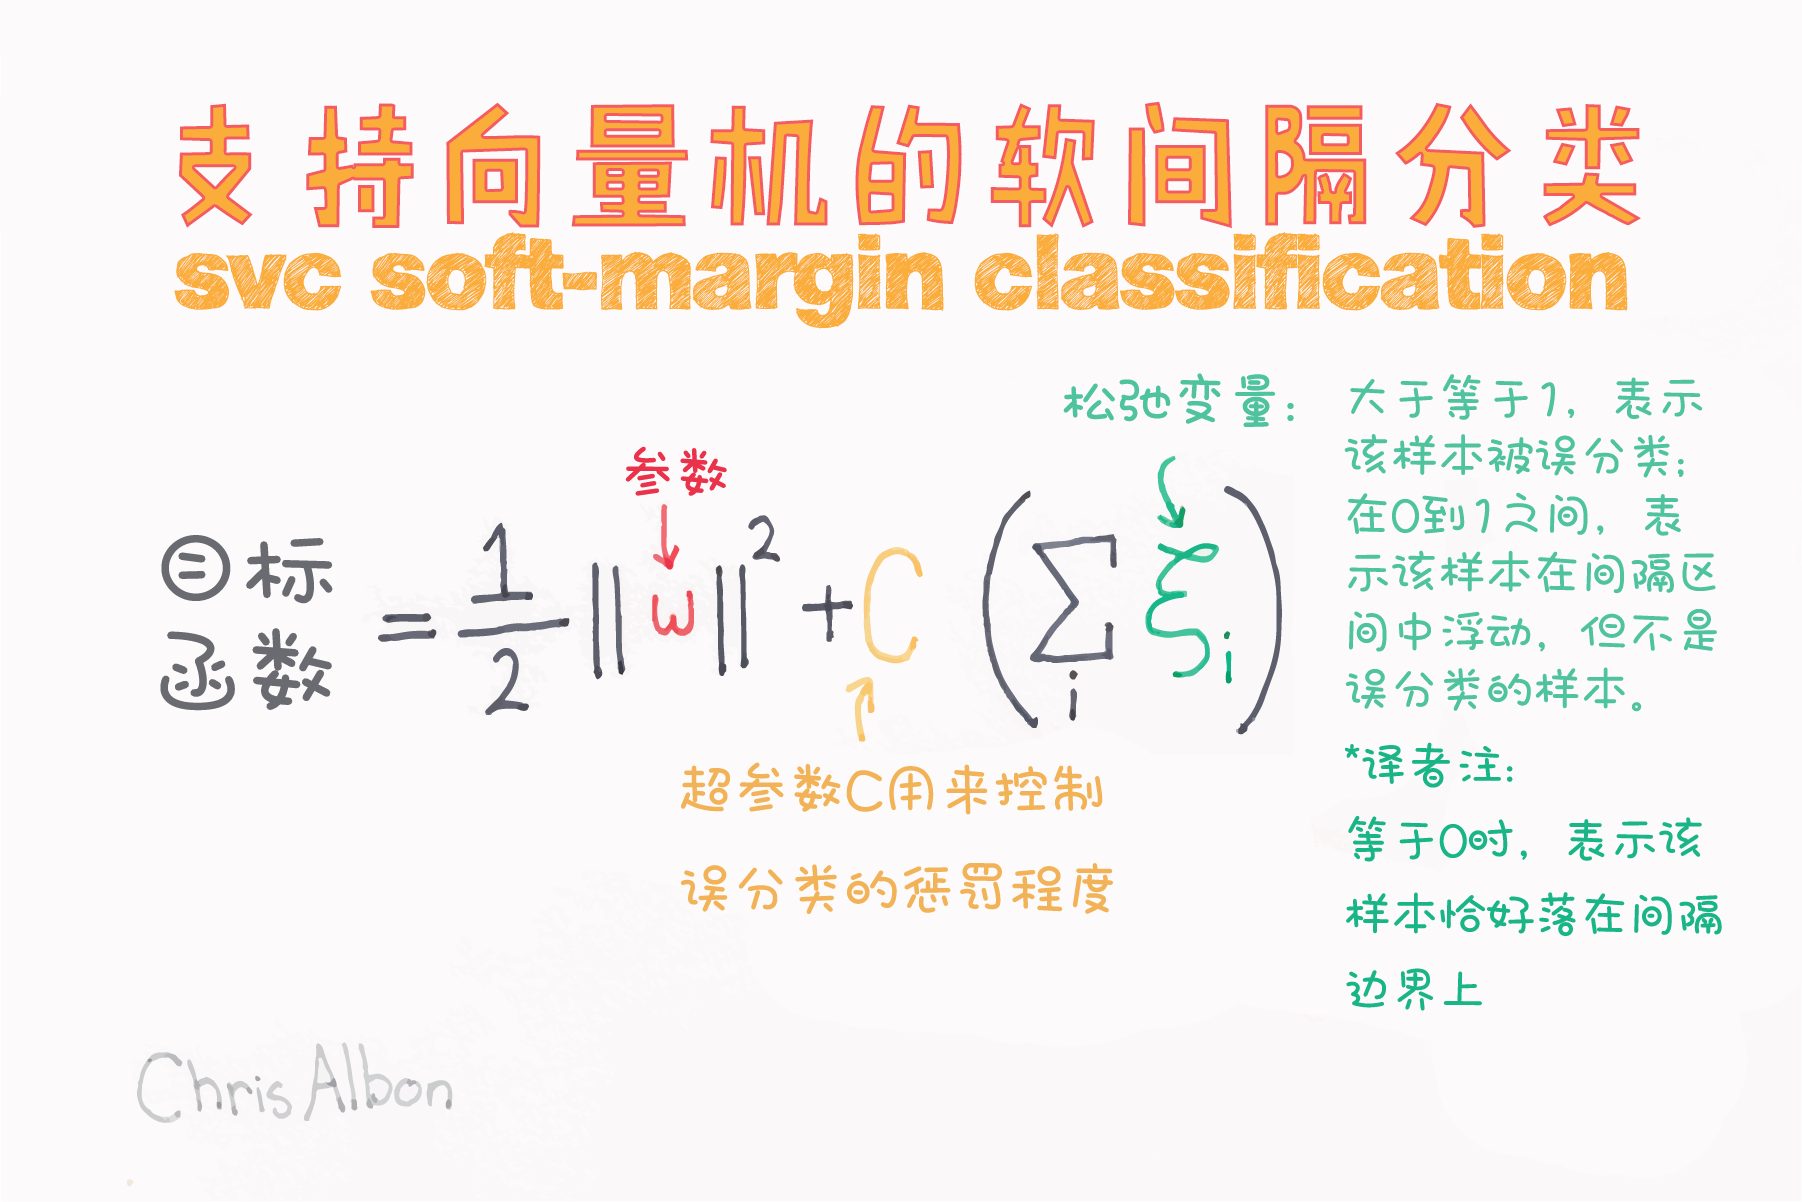 支持向量机的软间隔分类
svc soft-margin classification
松弛变量：
大于等于1，表示
该样本被误分类；
在0到1之间，表
示该样本在间隔区
间中浮动，但不是
误分类的样本。
*译者注：
等于0时，表示该
样本恰好落在间隔
边界上
参数
目标
函数
= 1/2 ||w||² + C (∑i ξi)
超参数C用来控制
误分类的惩罚程度
Chris Albon